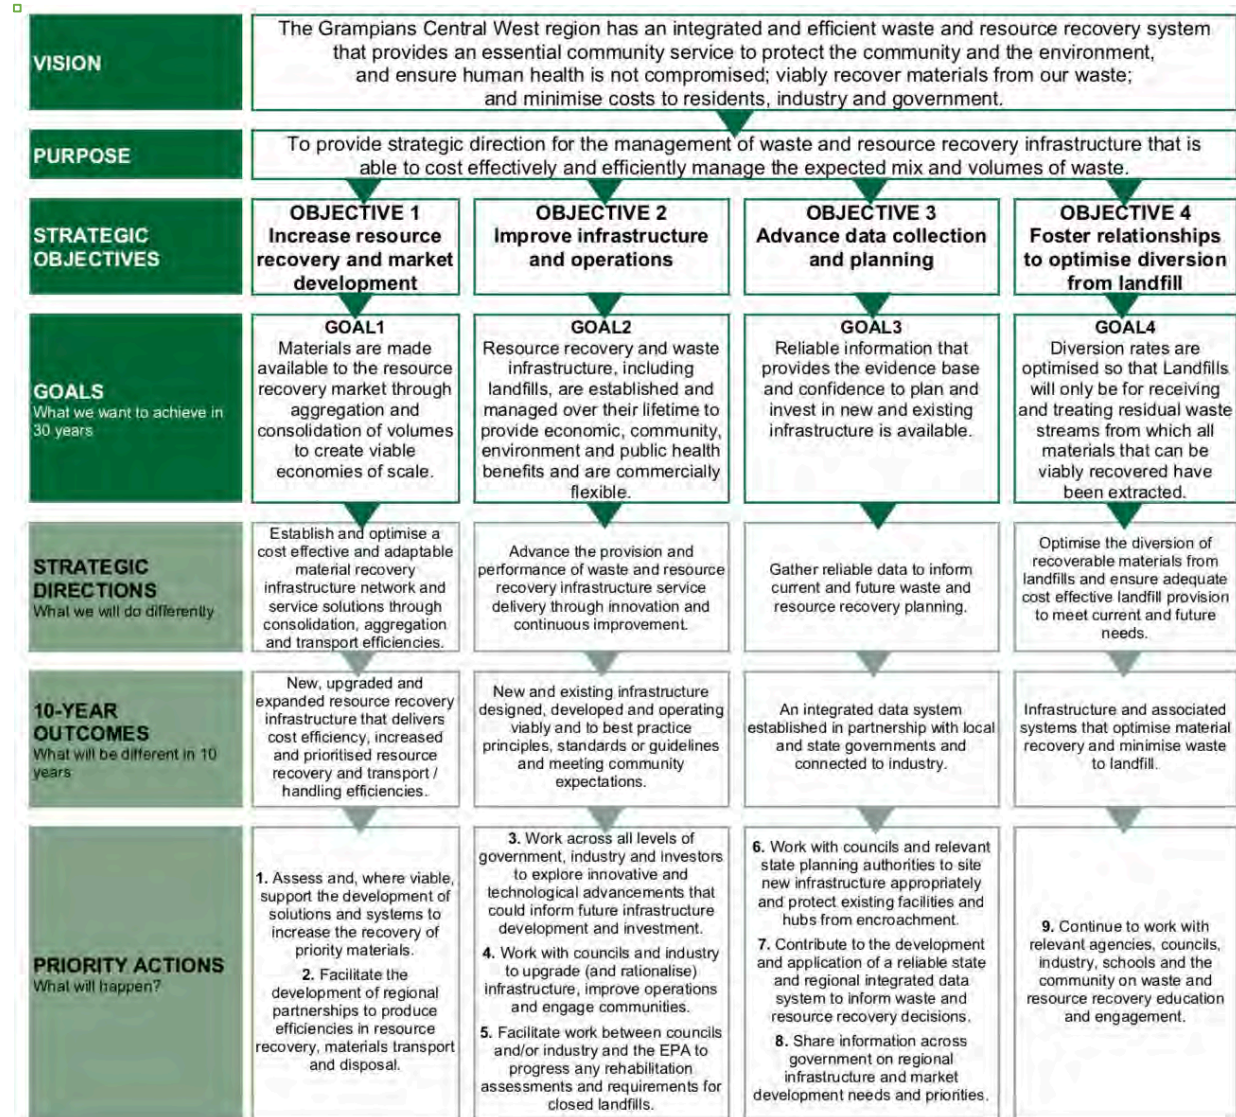 VISION
The Grampians Central West region has an integrated and efficient waste and resource recovery system
that provides an essential community service to protect the community and the environment,
and ensure human health is not compromised; viably recover materials from our waste;
and minimise costs to residents, industry and government.
PURPOSE
To provide strategic direction for the management of waste and resource recovery infrastructure that is
able to cost effectively and efficiently manage the expected mix and volumes of waste.
STRATEGIC
OBJECTIVES
OBJECTIVE 1
Increase resource
recovery and market
development
OBJECTIVE 2
Improve infrastructure
and operations
OBJECTIVE 3
Advance data collection
and planning
OBJECTIVE 4
Foster relationships
to optimise diversion
from landfill
GOALS
What we want to achieve in
30 years
GOAL1
Materials are made
available to the resource
recovery market through
aggregation and
consolidation of volumes
to create viable
economies of scale.
GOAL2
Resource recovery and waste
infrastructure, including
landfills, are established and
managed over their lifetime to
provide economic, community,
environment and public health
benefits and are commercially
flexible.
GOAL3
Reliable information that
provides the evidence base
and confidence to plan and
invest in new and existing
infrastructure is available.
GOAL4
Diversion rates are
optimised so that Landfills
will only be for receiving
and treating residual waste
streams from which all
materials that can be
viably recovered have
been extracted.
STRATEGIC
DIRECTIONS
What we will do differently
Establish and optimise a
cost effective and adaptable
material recovery
infrastructure network and
service solutions through
consolidation, aggregation
and transport efficiencies.
Advance the provision and
performance of waste and resource
recovery infrastructure service
delivery through innovation and
continuous improvement.
Gather reliable data to inform
current and future waste and
resource recovery planning.
Optimise the diversion of
recoverable materials from
landfills and ensure adequate
cost effective landfill provision
to meet current and future
needs.
10-YEAR
OUTCOMES
What will be different in 10
years
New, upgraded and
expanded resource recovery
infrastructure that delivers
cost efficiency, increased
and prioritised resource
recovery and transport /
handling efficiencies.
New and existing infrastructure
designed, developed and operating
viably and to best practice
principles, standards or guidelines
and meeting community
expectations.
An integrated data system
established in partnership with local
and state governments and
connected to industry.
Infrastructure and associated
systems that optimise material
recovery and minimise waste
to landfill.
PRIORITY ACTIONS
What will happen?
1. Assess and, where viable,
support the development of
solutions and systems to
increase the recovery of
priority materials.
2. Facilitate the
development of regional
partnerships to produce
efficiencies in resource
recovery, materials transport
and disposal.
3. Work across all levels of
government, industry and investors
to explore innovative and
technological advancements that
could inform future infrastructure
development and investment.
4. Work with councils and industry
to upgrade (and rationalise)
infrastructure, improve operations
and engage communities.
5. Facilitate work between councils
and/or industry and the EPA to
progress any rehabilitation
assessments and requirements for
closed landfills.
6. Work with councils and relevant
state planning authorities to site
new infrastructure appropriately
and protect existing facilities and
hubs from encroachment.
7. Contribute to the development
and application of a reliable state
and regional integrated data
system to inform waste and
resource recovery decisions.
8. Share information across
government on regional
infrastructure and market
development needs and priorities.
9. Continue to work with
relevant agencies, councils,
industry, schools and the
community on waste and
resource recovery education
and engagement.